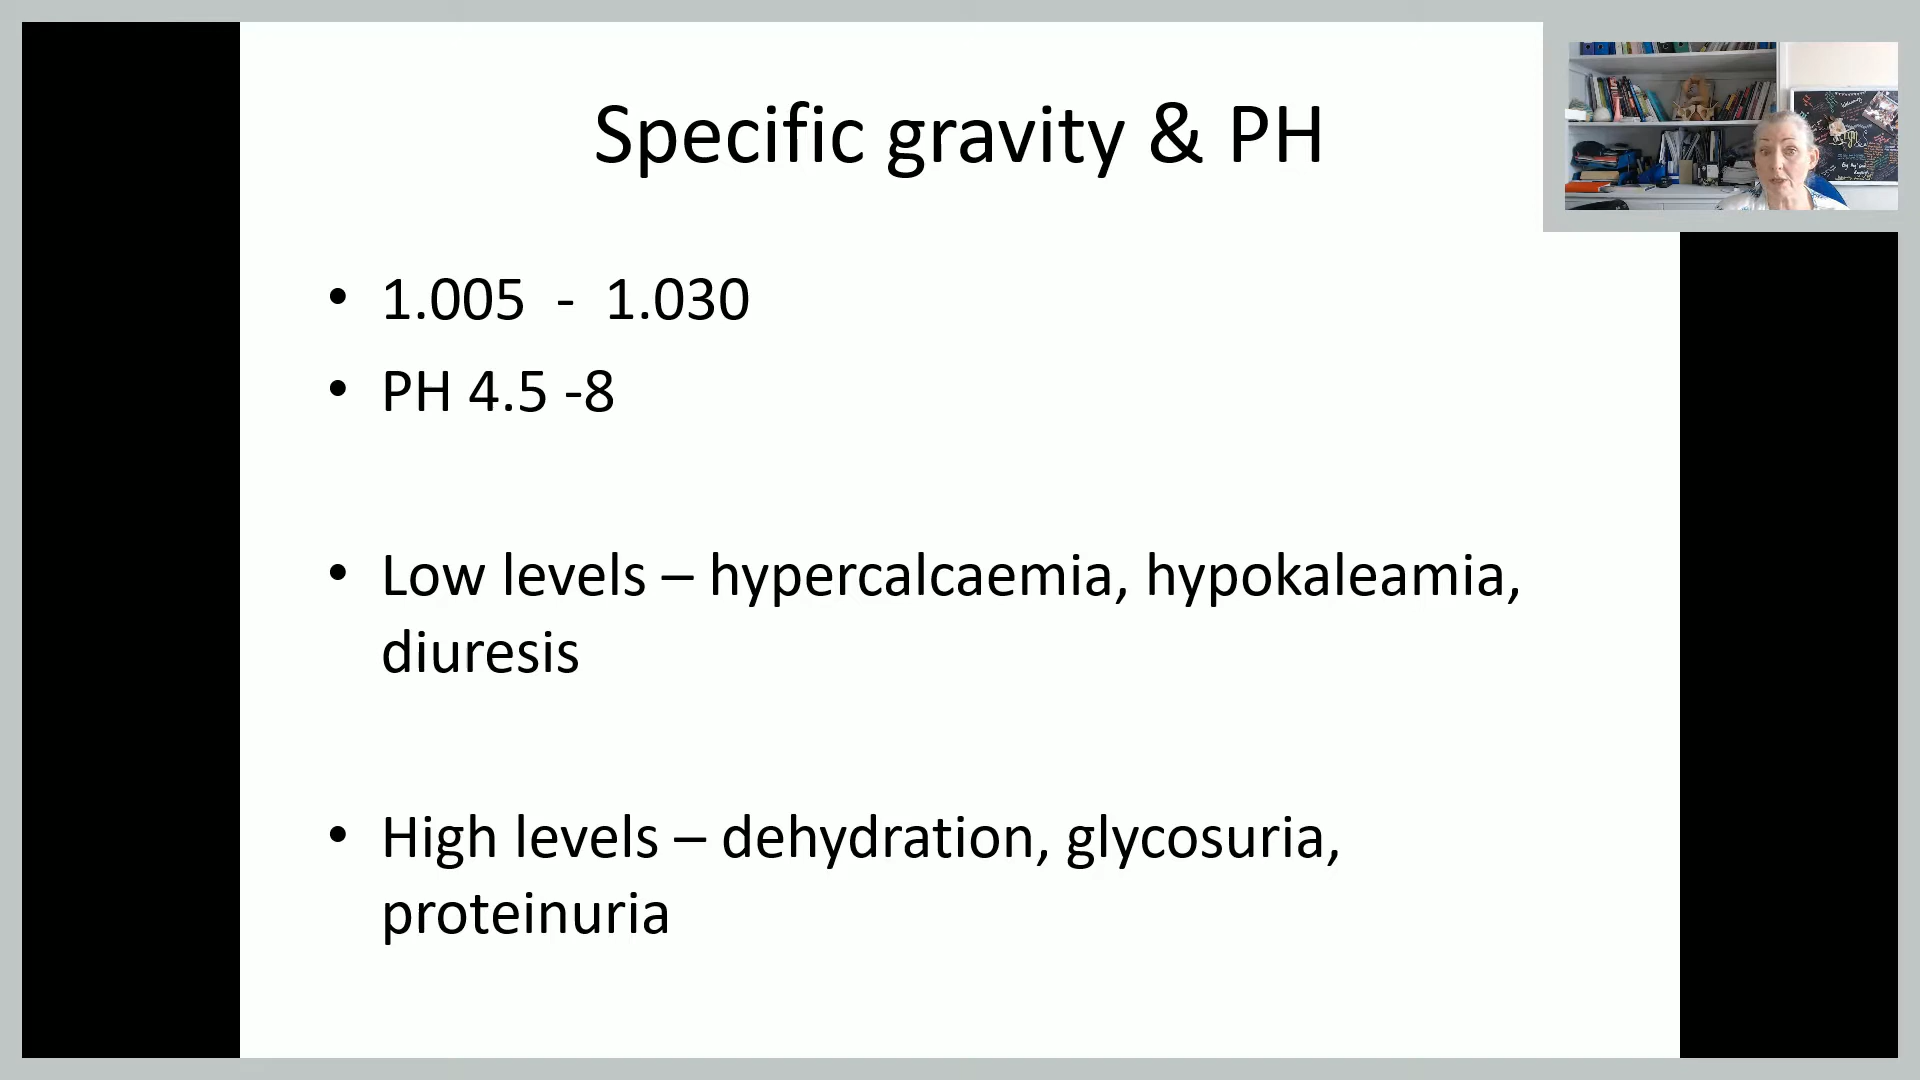 Specific gravity & PH
• 1.005 - 1.030
• PH 4.5 -8
• Low levels – hypercalcaemia, hypokaleamia,
diuresis
• High levels – dehydration, glycosuria,
proteinuria